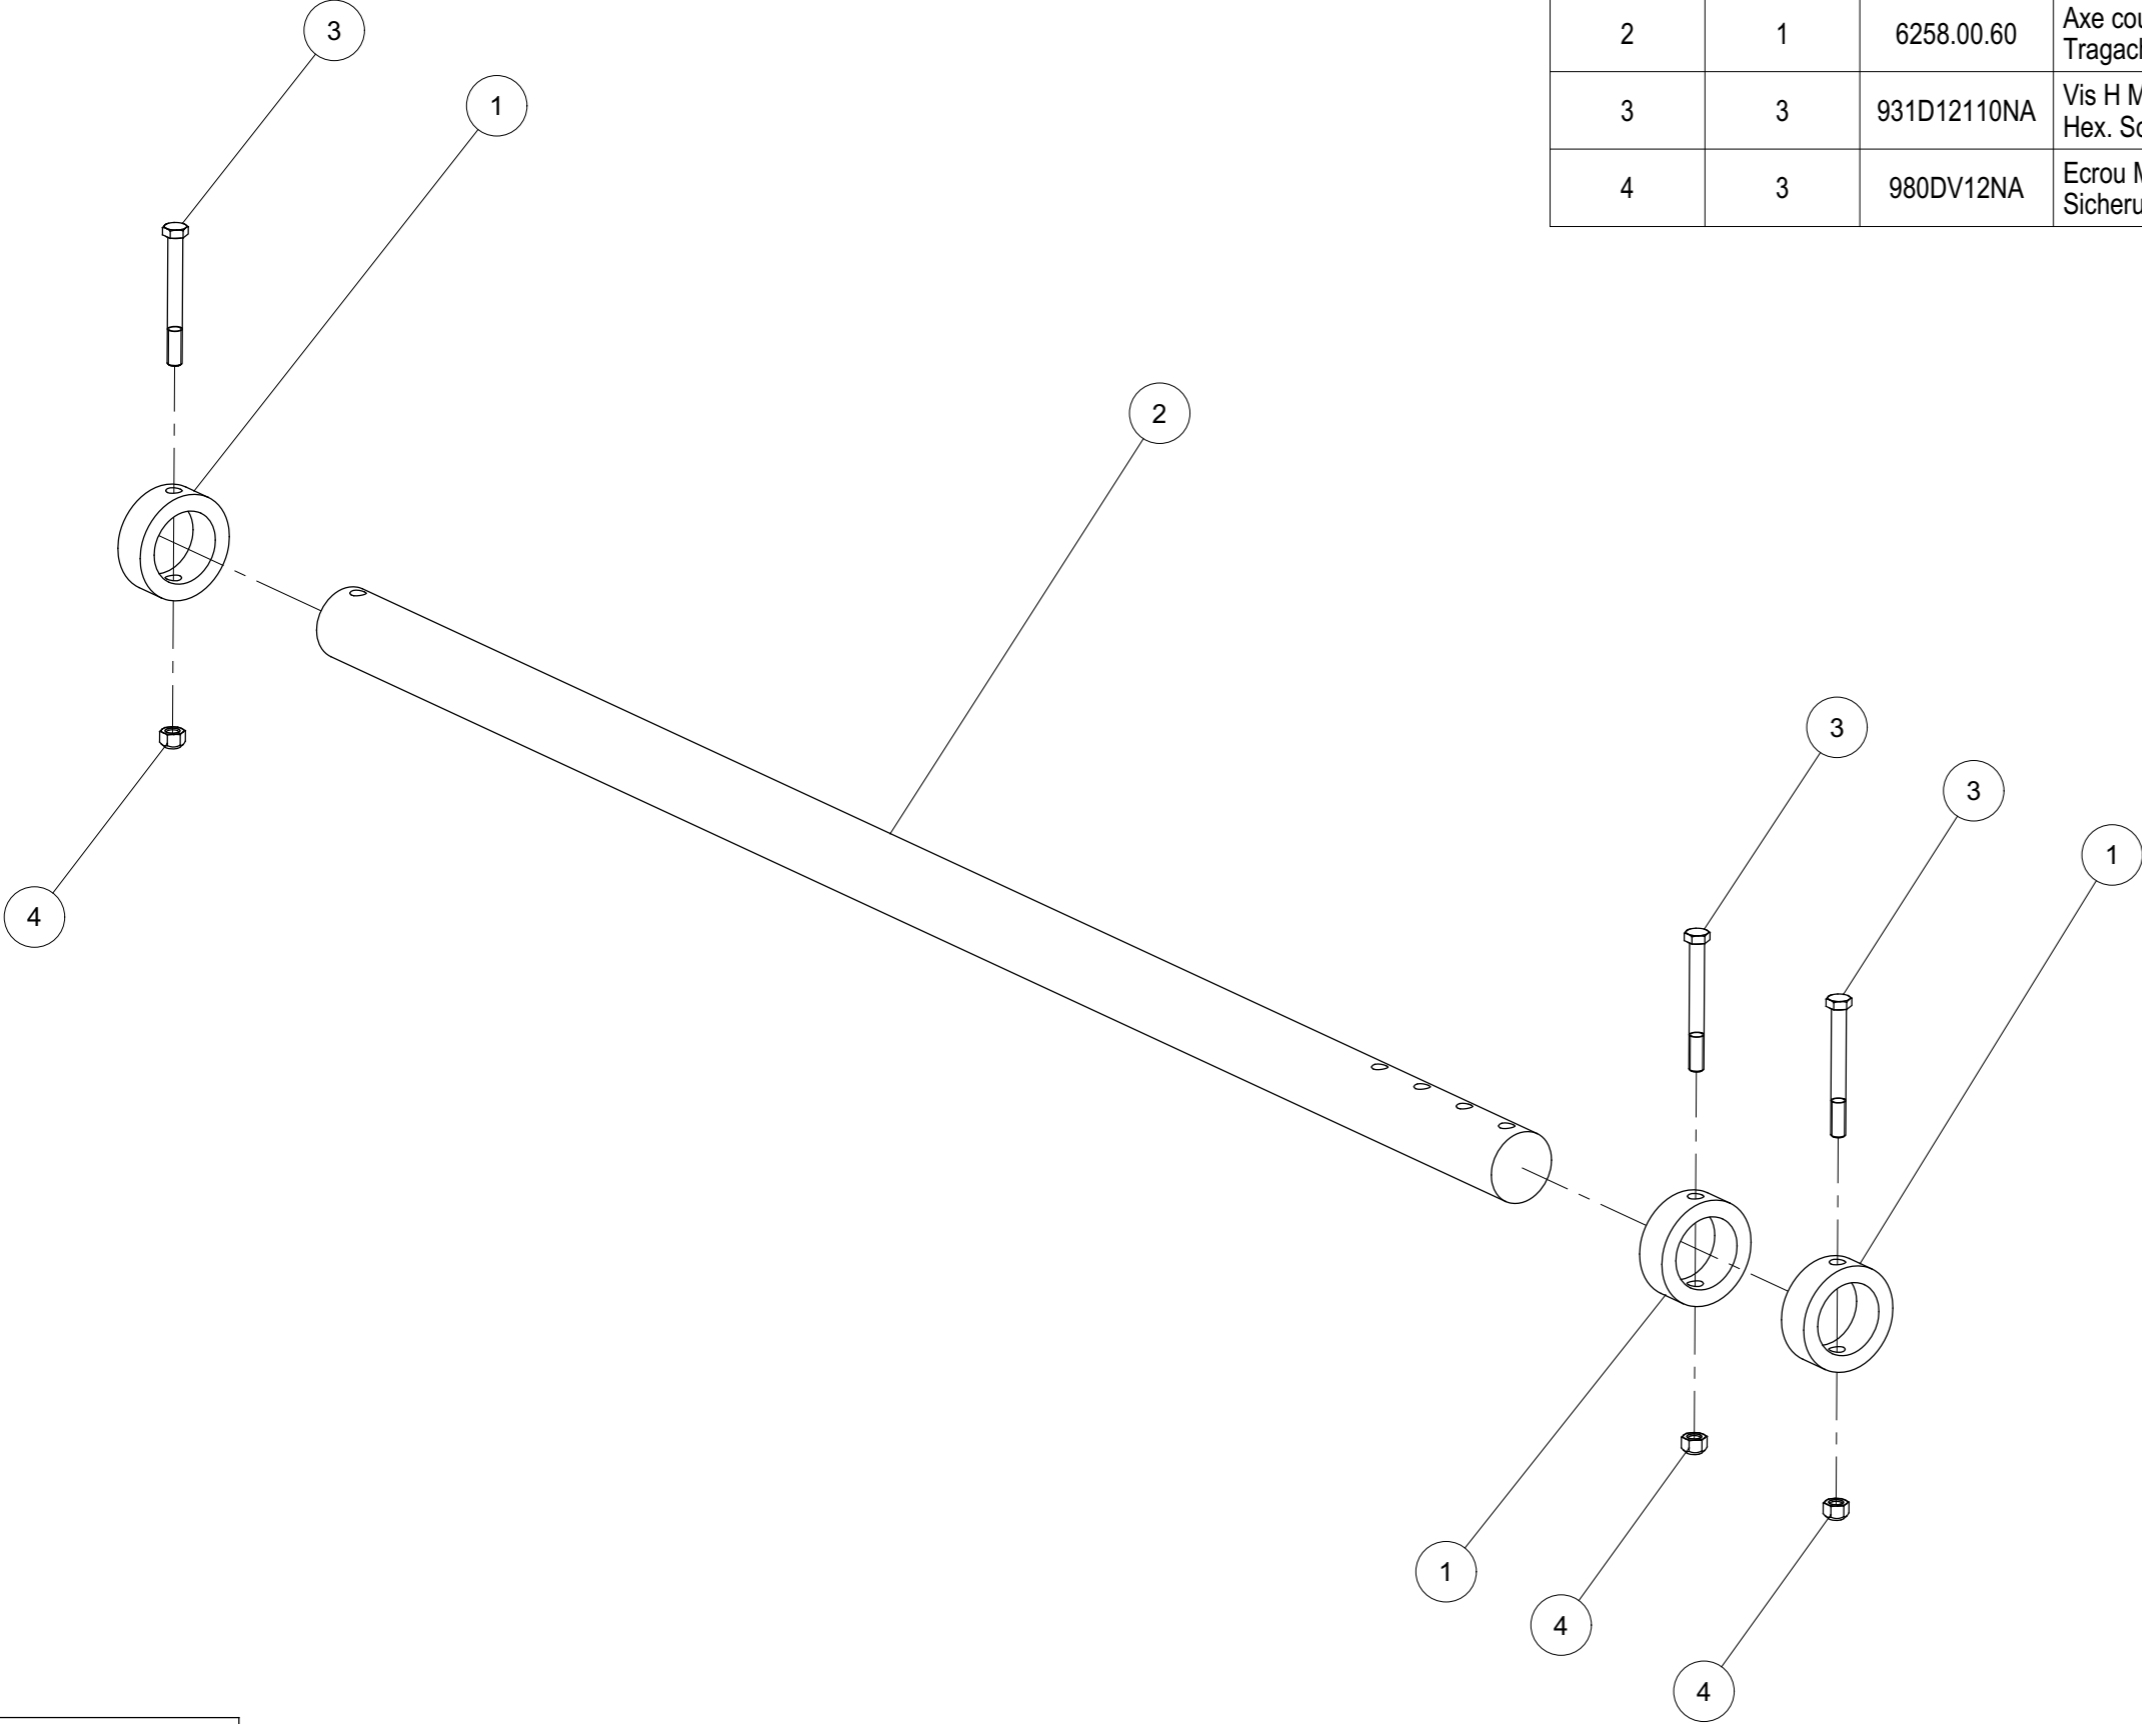 2 1 6258.00.60 Axe cou
Tragacl
3 3 931D12110NA Vis H M
Hex. Sc
4 3 980DV12NA Ecrou M
Sicheru
3
1
2
3
3
1
4
1
4
4